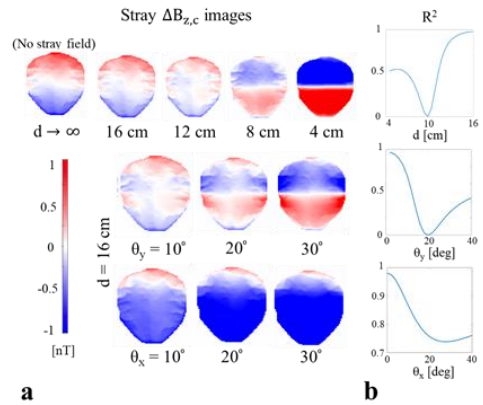 Stray ΔB_{z,c} images
R²
(No stray field)
d → ∞
16 cm
12 cm
8 cm
4 cm
1
0.5
0
-0.5
-1
[nT]
d = 16 cm
θ_y = 10°
20°
30°
θ_x = 10°
20°
30°
1
0.5
0
4
10
16
d [cm]
1
0.5
0
0
20
40
θ_y [deg]
1
0.9
0.8
0.7
0
20
40
θ_x [deg]
a
b